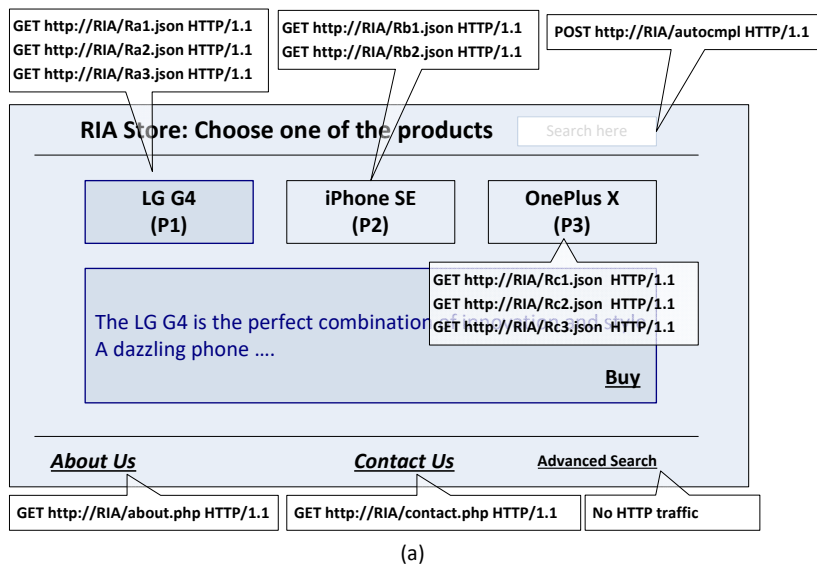 GET http://RIA/Ra1.json HTTP/1.1
GET http://RIA/Ra2.json HTTP/1.1
GET http://RIA/Ra3.json HTTP/1.1
GET http://RIA/Rb1.json HTTP/1.1
GET http://RIA/Rb2.json HTTP/1.1
POST http://RIA/autocmpl HTTP/1.1
RIA Store: Choose one of the products
Search here
LG G4
(P1)
iPhone SE
(P2)
OnePlus X
(P3)
GET http://RIA/Rc1.json HTTP/1.1
GET http://RIA/Rc2.json HTTP/1.1
GET http://RIA/Rc3.json HTTP/1.1
The LG G4 is the perfect combination of innovation and style.
A dazzling phone ....
Buy
About Us
Contact Us
Advanced Search
GET http://RIA/about.php HTTP/1.1
GET http://RIA/contact.php HTTP/1.1
No HTTP traffic
(a)